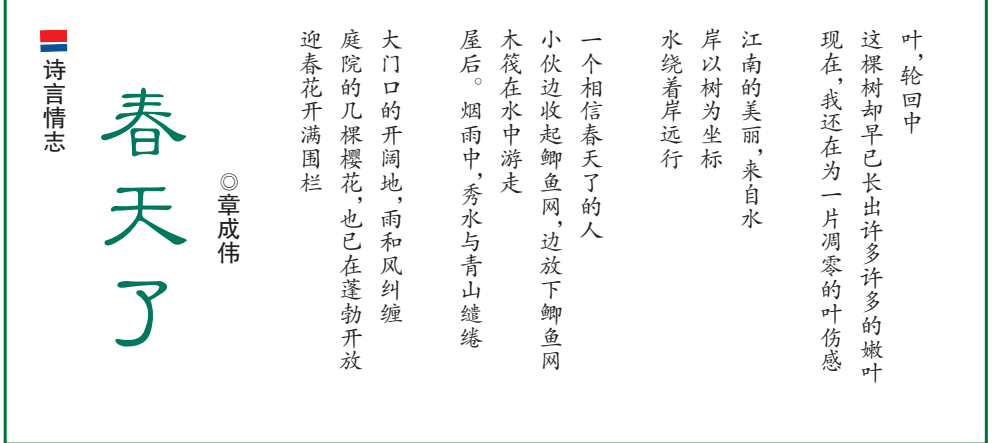 诗言情志
春天了
◎章成伟
迎春花开满围栏
庭院的几棵樱花,也已在蓬勃开放
大门口的开阔地,雨和风纠缠
屋后。烟雨中,秀水与青山缱绻
木筏在水中游走
小伙边收起鲫鱼网,边放下鲫鱼网
一个相信春天了的人
水绕着岸远行
岸以树为坐标
江南的美丽,来自水
现在,我还在为一片凋零的叶伤感
这棵树却早已长出许多许多的嫩叶
叶,轮回中